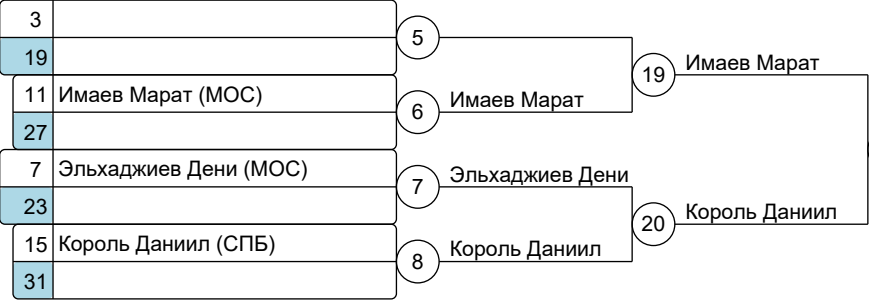 3
5
19
19 Имаев Марат
11 Имаев Марат (МОС)
6 Имаев Марат
27
7 Эльхаджиев Дени (МОС)
7 Эльхаджиев Дени
23
20 Король Даниил
15 Король Даниил (СПБ)
8 Король Даниил
31